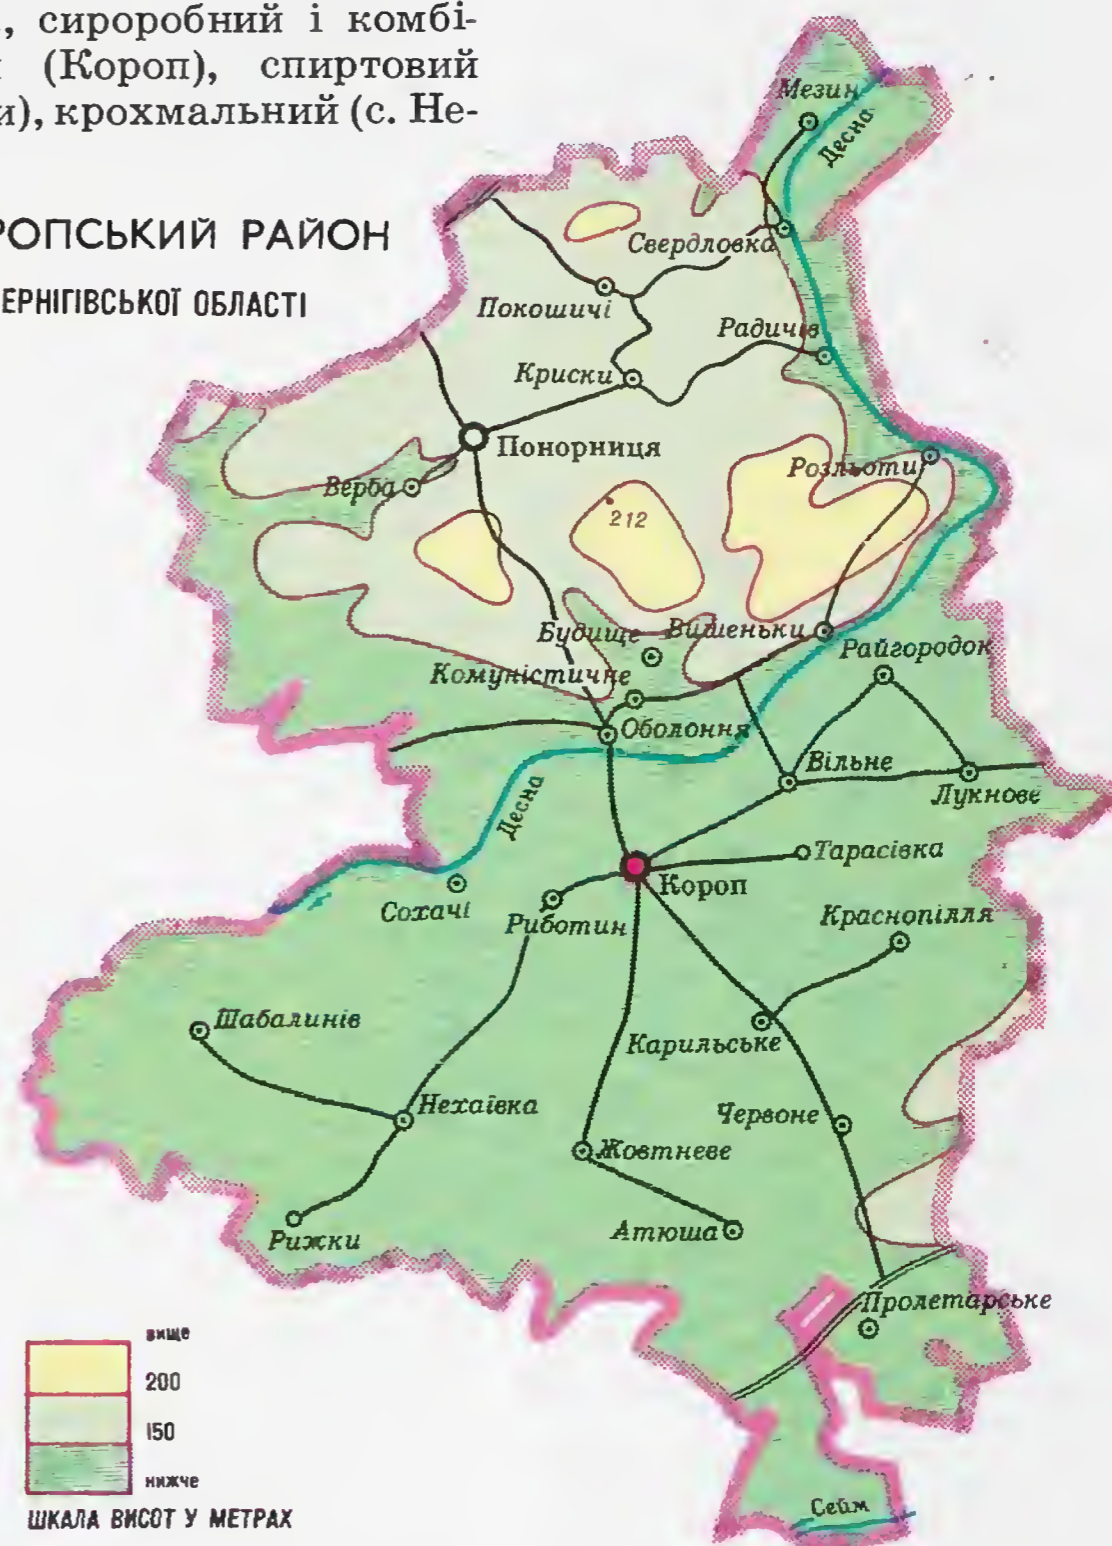 , сироробний і комбі-
(Короп), спиртовий
и), крохмальний (с. Не-
РОПСЬКИЙ РАЙОН
ЕРНІГІВСЬКОЇ ОБЛАСТІ
Мезин
Десна
Свердловка
Покошичі
Радичів
Криски
Понорниця
Розльоти
Верба
212
Будище
Вишеньки
Райгородок
Комуністичне
Оболоння
Вільне
Лукнове
Десна
Тарасівка
Короп
Сохачі
Риботин
Краснопілля
Шабалинів
Карильське
Нехаївка
Червоне
Жовтневе
Атюша
Рижки
Пролетарське
вище
200
150
нижче
ШКАЛА ВИСОТ У МЕТРАХ
Сейм